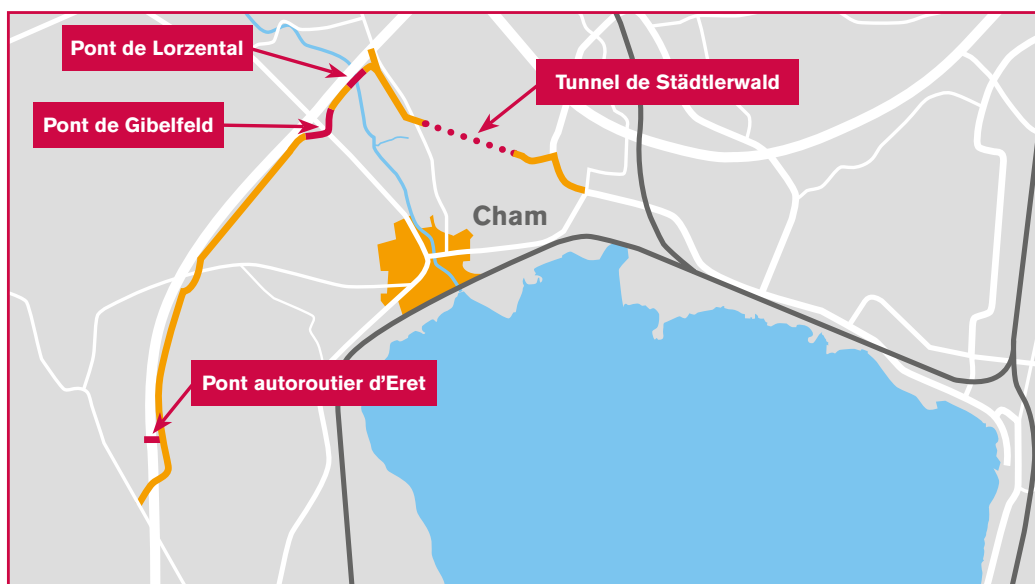 Pont de Lorzental
Tunnel de Städtlerwald
Pont de Gibelfeld
Cham
Pont autoroutier d'Eret